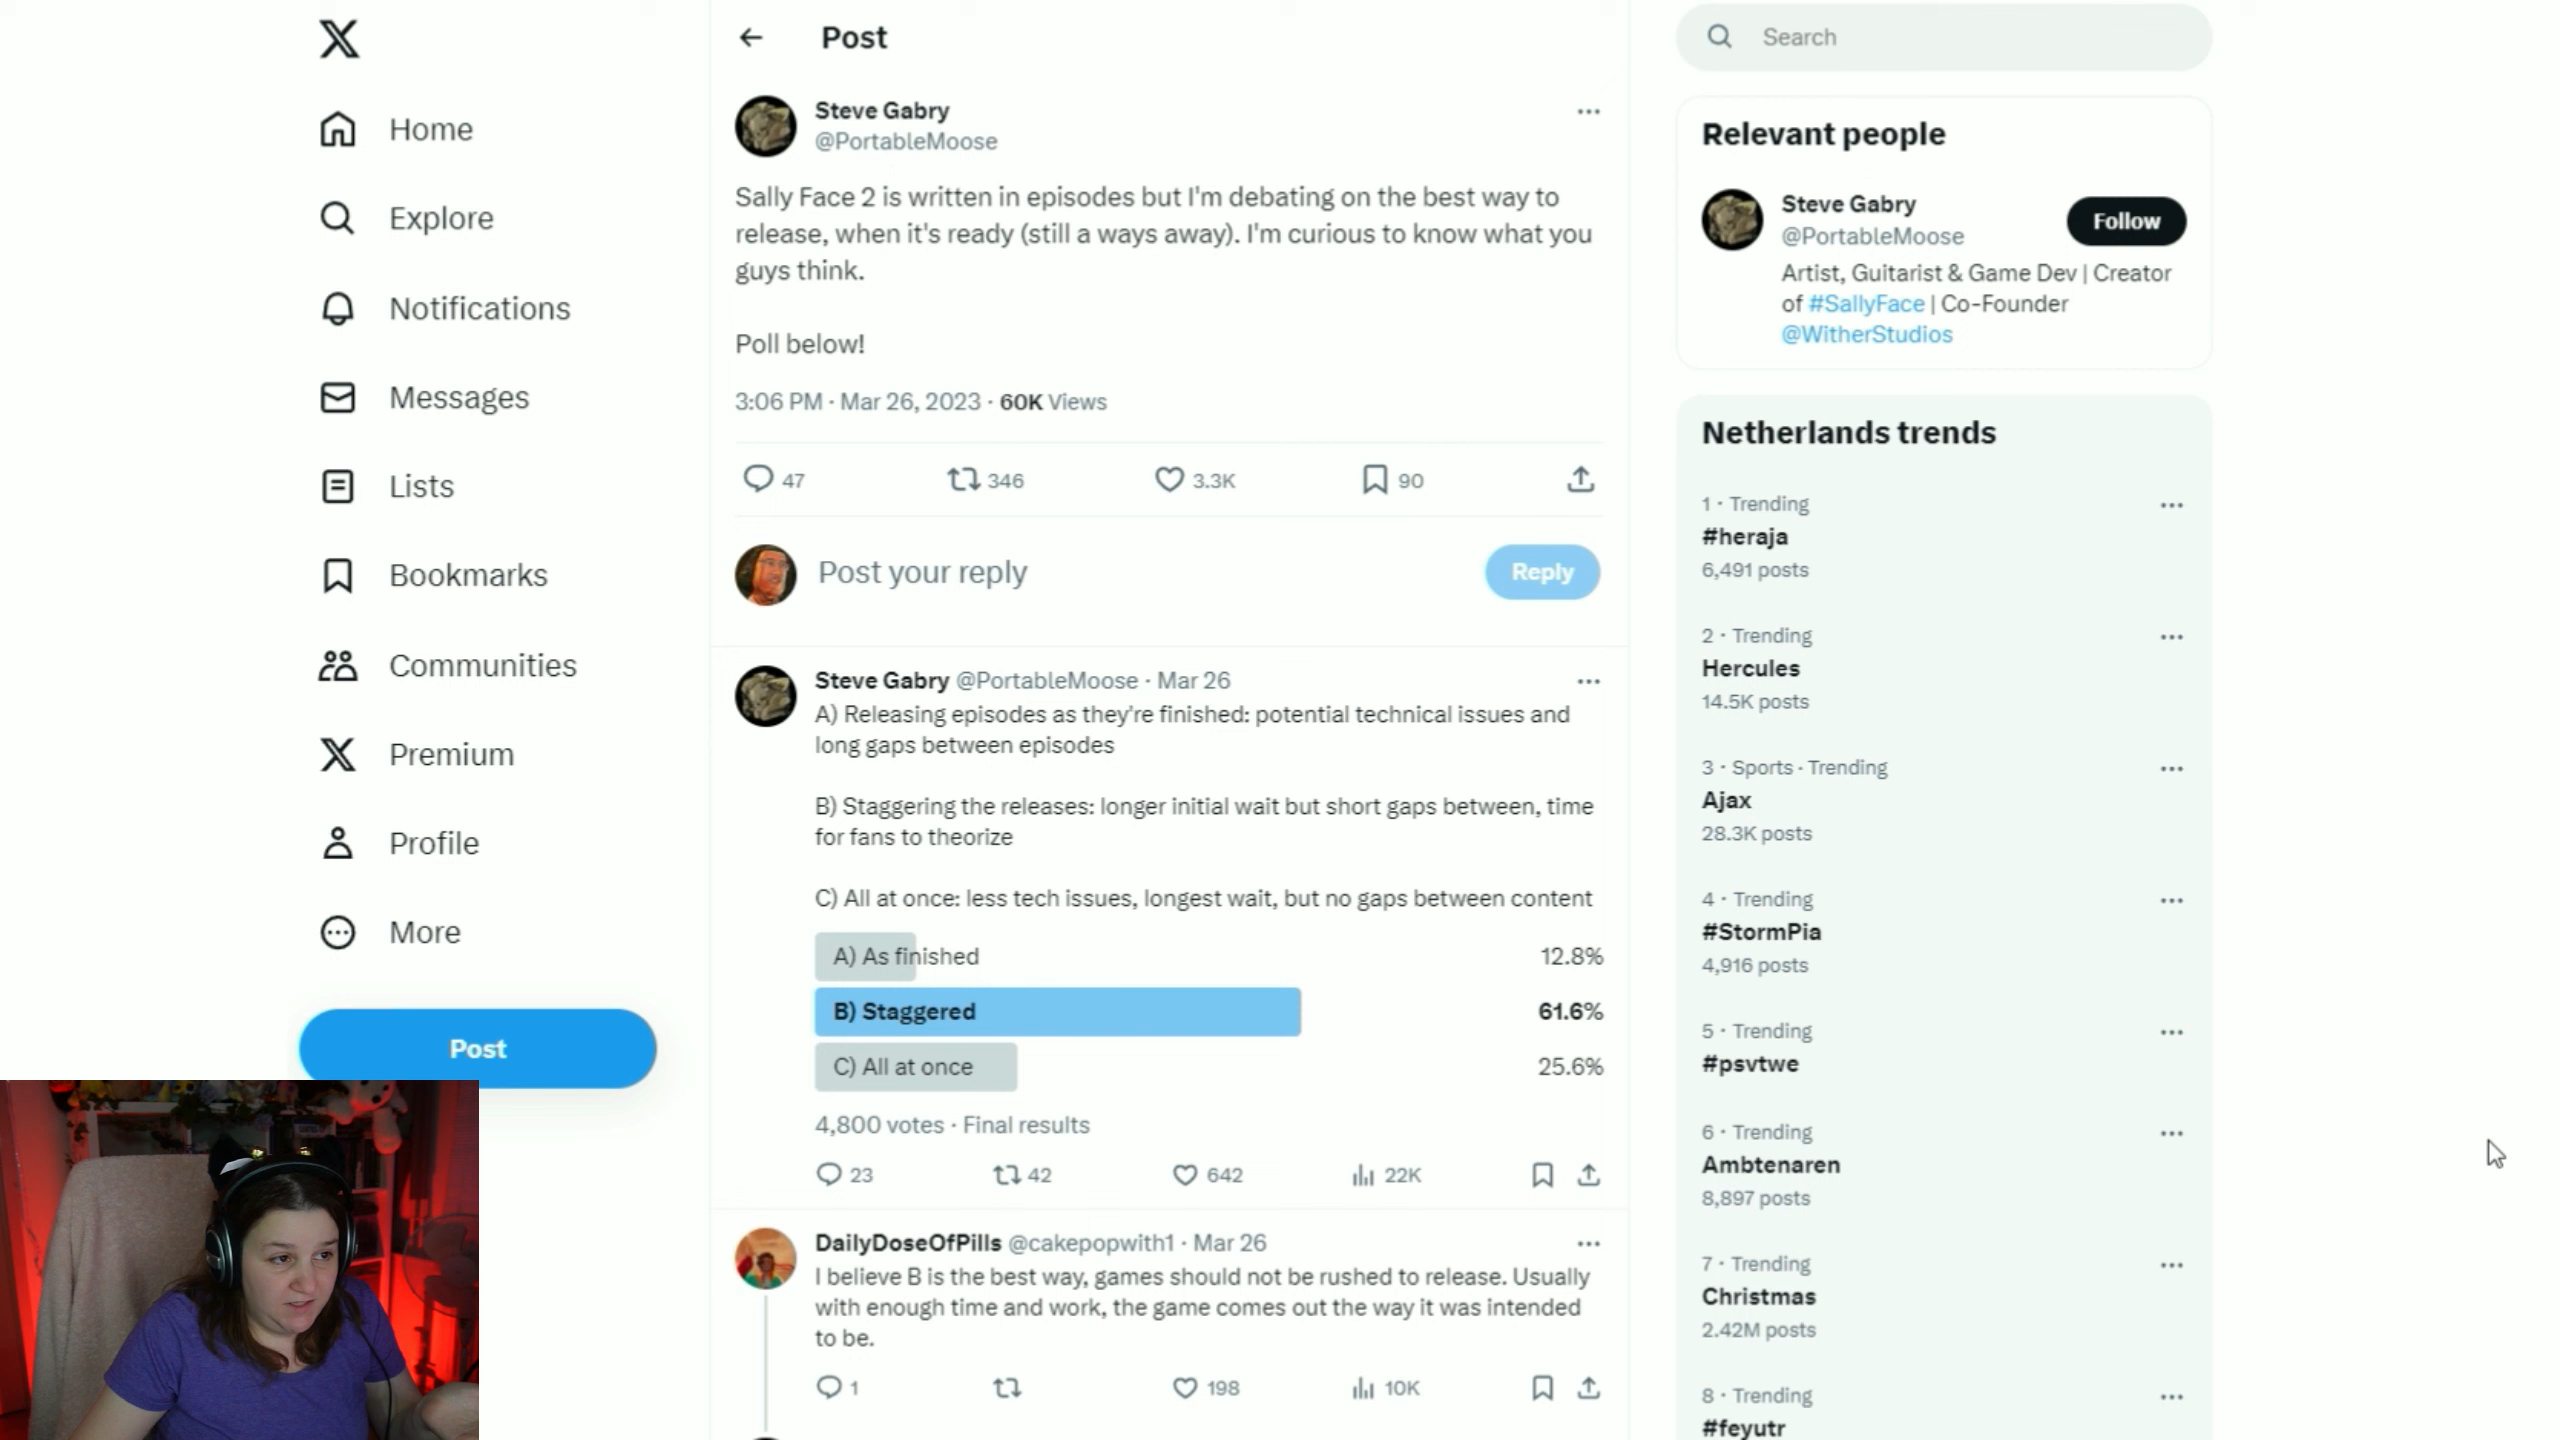 Home
Explore
Notifications
Messages
Lists
Bookmarks
Communities
Premium
Profile
More
Post
Post
Steve Gabry
@PortableMoose
Sally Face 2 is written in episodes but I'm debating on the best way to
release, when it's ready (still a ways away). I'm curious to know what you
guys think.
Poll below!
3:06 PM · Mar 26, 2023 · 60K Views
47 346 3.3K 90
Post your reply
Reply
Steve Gabry @PortableMoose · Mar 26
A) Releasing episodes as they're finished: potential technical issues and
long gaps between episodes
B) Staggering the releases: longer initial wait but short gaps between, time
for fans to theorize
C) All at once: less tech issues, longest wait, but no gaps between content
A) As finished 12.8%
B) Staggered 61.6%
C) All at once 25.6%
4,800 votes · Final results
23 42 642 22K
DailyDoseOfPills @cakepopwith1 · Mar 26
I believe B is the best way, games should not be rushed to release. Usually
with enough time and work, the game comes out the way it was intended
to be.
1 198 10K
Search
Relevant people
Steve Gabry
@PortableMoose
Follow
Artist, Guitarist & Game Dev | Creator
of #SallyFace | Co-Founder
@WitherStudios
Netherlands trends
1 · Trending
#heraja
6,491 posts
2 · Trending
Hercules
14.5K posts
3 · Sports · Trending
Ajax
28.3K posts
4 · Trending
#StormPia
4,916 posts
5 · Trending
#psvtwe
6 · Trending
Ambtenaren
8,897 posts
7 · Trending
Christmas
2.42M posts
8 · Trending
#feyutr